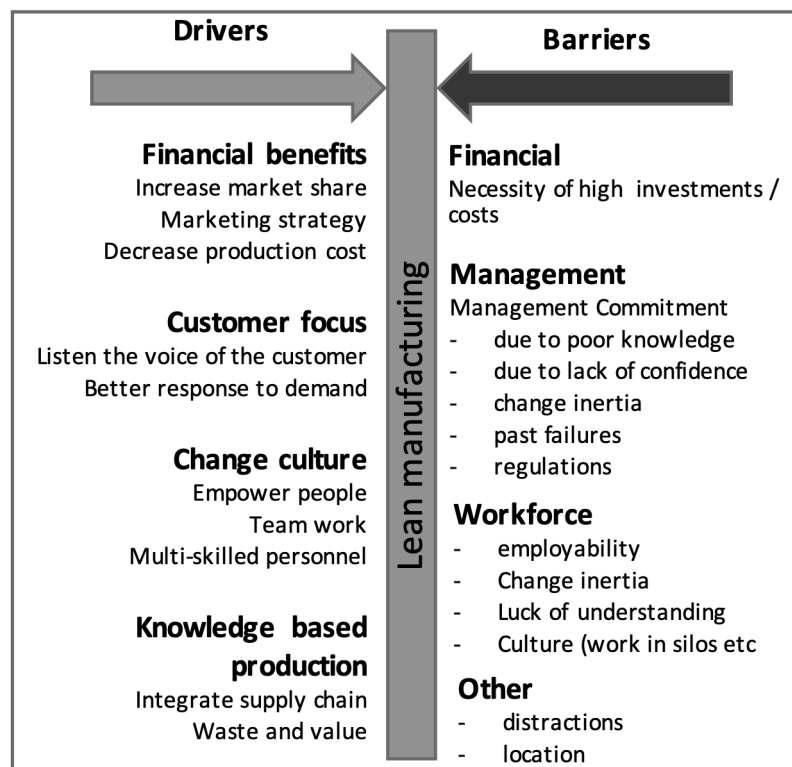 Drivers
Financial benefits
Increase market share
Marketing strategy
Decrease production cost
Customer focus
Listen the voice of the customer
Better response to demand
Change culture
Empower people
Team work
Multi-skilled personnel
Knowledge based
production
Integrate supply chain
Waste and value
Lean manufacturing
Barriers
Financial
Necessity of high investments /
costs
Management
Management Commitment
- due to poor knowledge
- due to lack of confidence
- change inertia
- past failures
- regulations
Workforce
- employability
- Change inertia
- Luck of understanding
- Culture (work in silos etc
Other
- distractions
- location